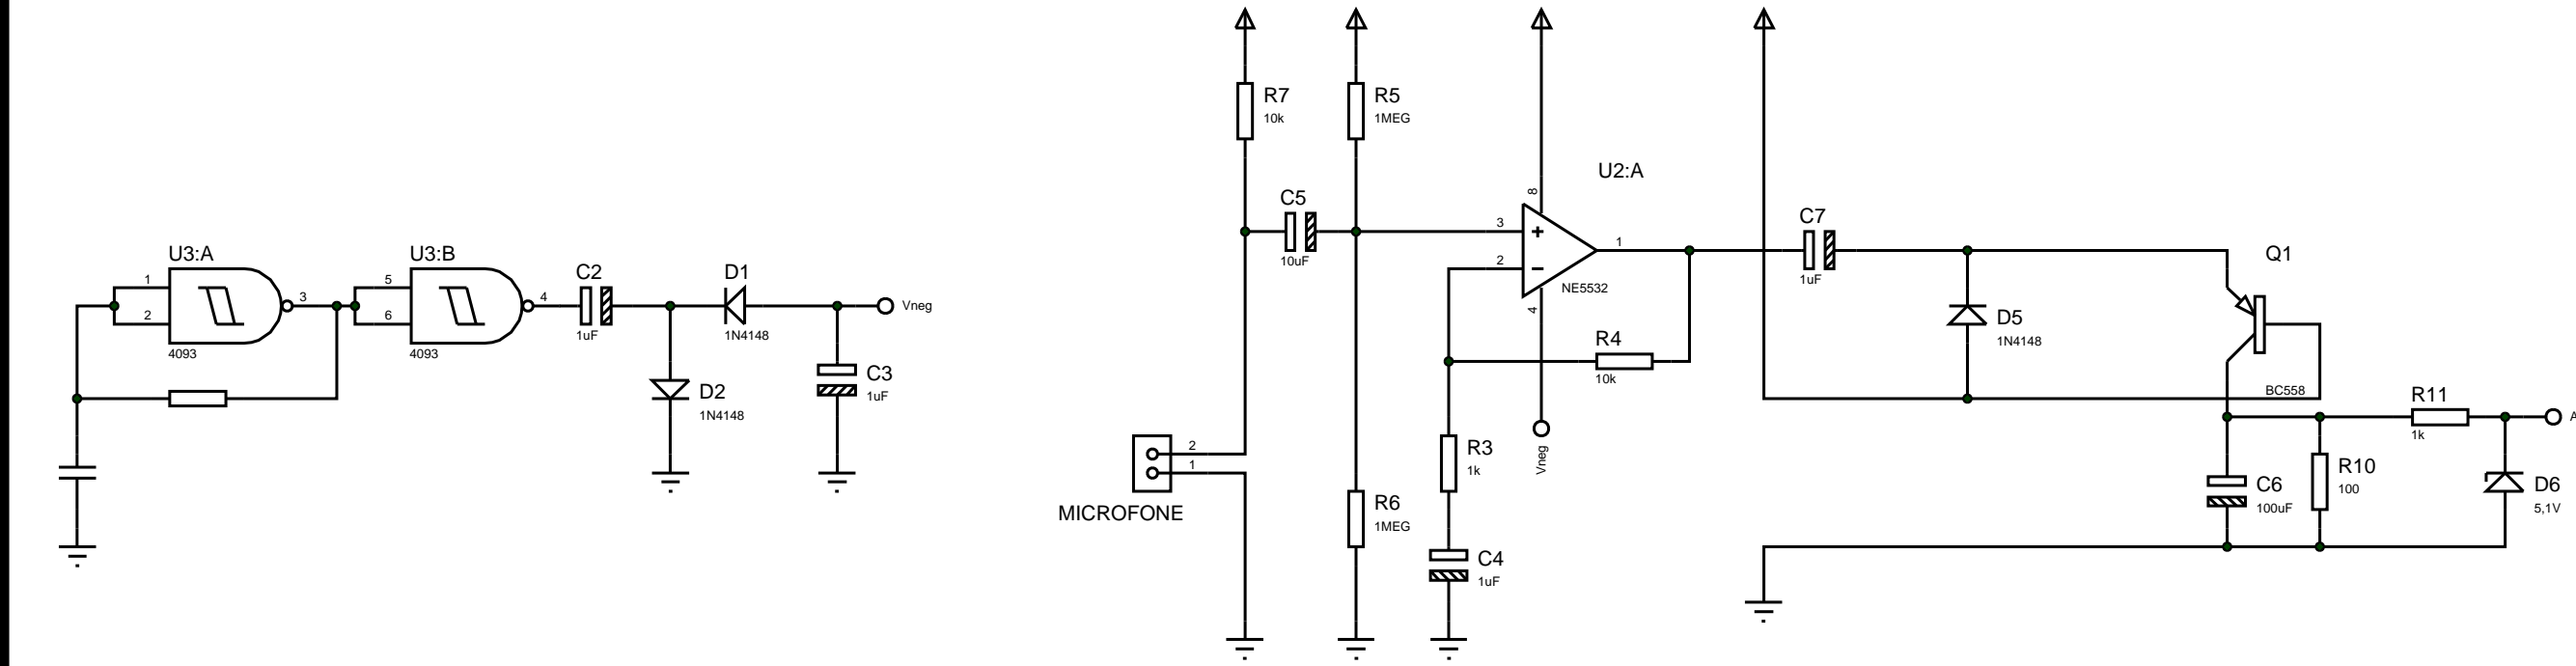 U3:A
1
2
3
4093
U3:B
5
6
4
4093
C2
1uF
D1
1N4148
D2
1N4148
C3
1uF
Vneg
R7
10k
R5
1MEG
C5
10uF
U2:A
8
3
2
1
4
NE5532
R4
10k
Vneg
R3
1k
C4
1uF
R6
1MEG
2
1
MICROFONE
C7
1uF
D5
1N4148
Q1
BC558
R11
1k
A
C6
100uF
R10
100
D6
5,1V